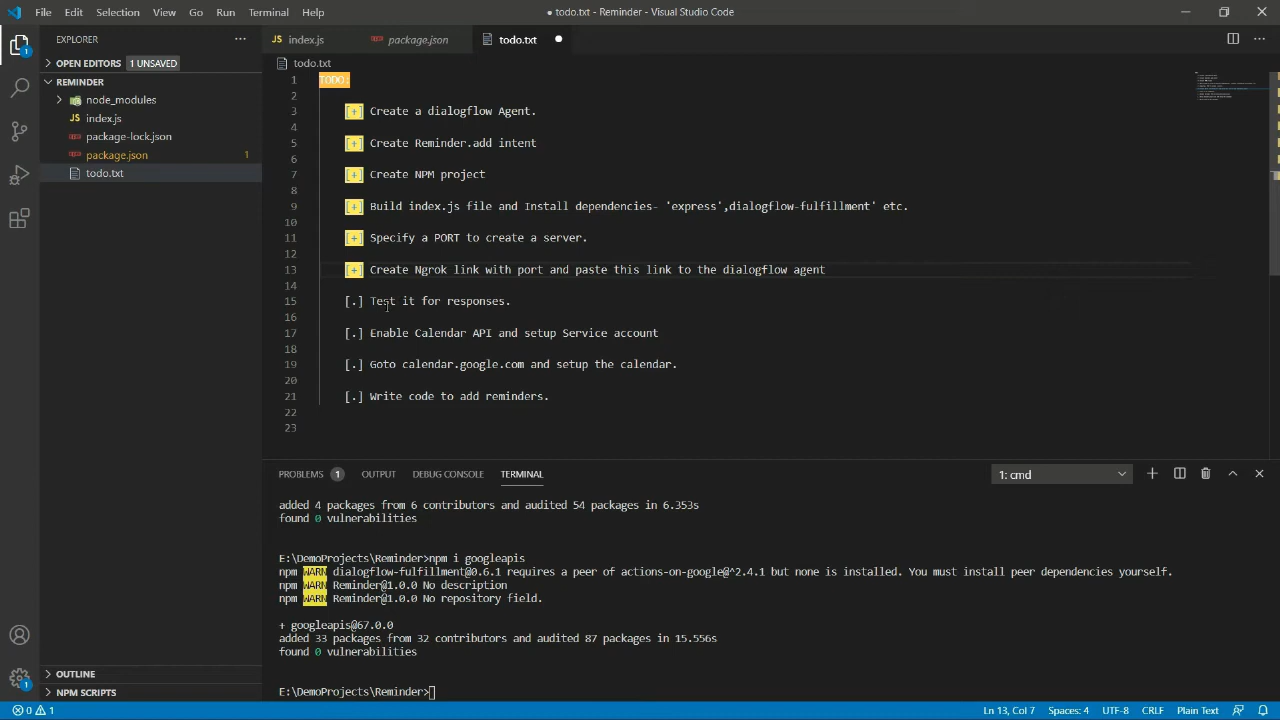 File Edit Selection View Go Run Terminal Help
● todo.txt - Reminder - Visual Studio Code
EXPLORER
1
OPEN EDITORS 1 UNSAVED
REMINDER
node_modules
JS index.js
package-lock.json
package.json 1
todo.txt
OUTLINE
NPM SCRIPTS
1
JS index.js
package.json
todo.txt ●
todo.txt
1 TODO:
2
3 [+] Create a dialogflow Agent.
4
5 [+] Create Reminder.add intent
6
7 [+] Create NPM project
8
9 [+] Build index.js file and Install dependencies- 'express',dialogflow-fulfillment' etc.
10
11 [+] Specify a PORT to create a server.
12
13 [+] Create Ngrok link with port and paste this link to the dialogflow agent
14
15 [.] Test it for responses.
16
17 [.] Enable Calendar API and setup Service account
18
19 [.] Goto calendar.google.com and setup the calendar.
20
21 [.] Write code to add reminders.
22
23
PROBLEMS 1 OUTPUT DEBUG CONSOLE TERMINAL 1: cmd
added 4 packages from 6 contributors and audited 54 packages in 6.353s
found 0 vulnerabilities
E:\DemoProjects\Reminder>npm i googleapis
npm WARN dialogflow-fulfillment@0.6.1 requires a peer of actions-on-google@^2.4.1 but none is installed. You must install peer dependencies yourself.
npm WARN Reminder@1.0.0 No description
npm WARN Reminder@1.0.0 No repository field.
+ googleapis@67.0.0
added 33 packages from 32 contributors and audited 87 packages in 15.556s
found 0 vulnerabilities
E:\DemoProjects\Reminder>
0 1 Ln 13, Col 7 Spaces: 4 UTF-8 CRLF Plain Text